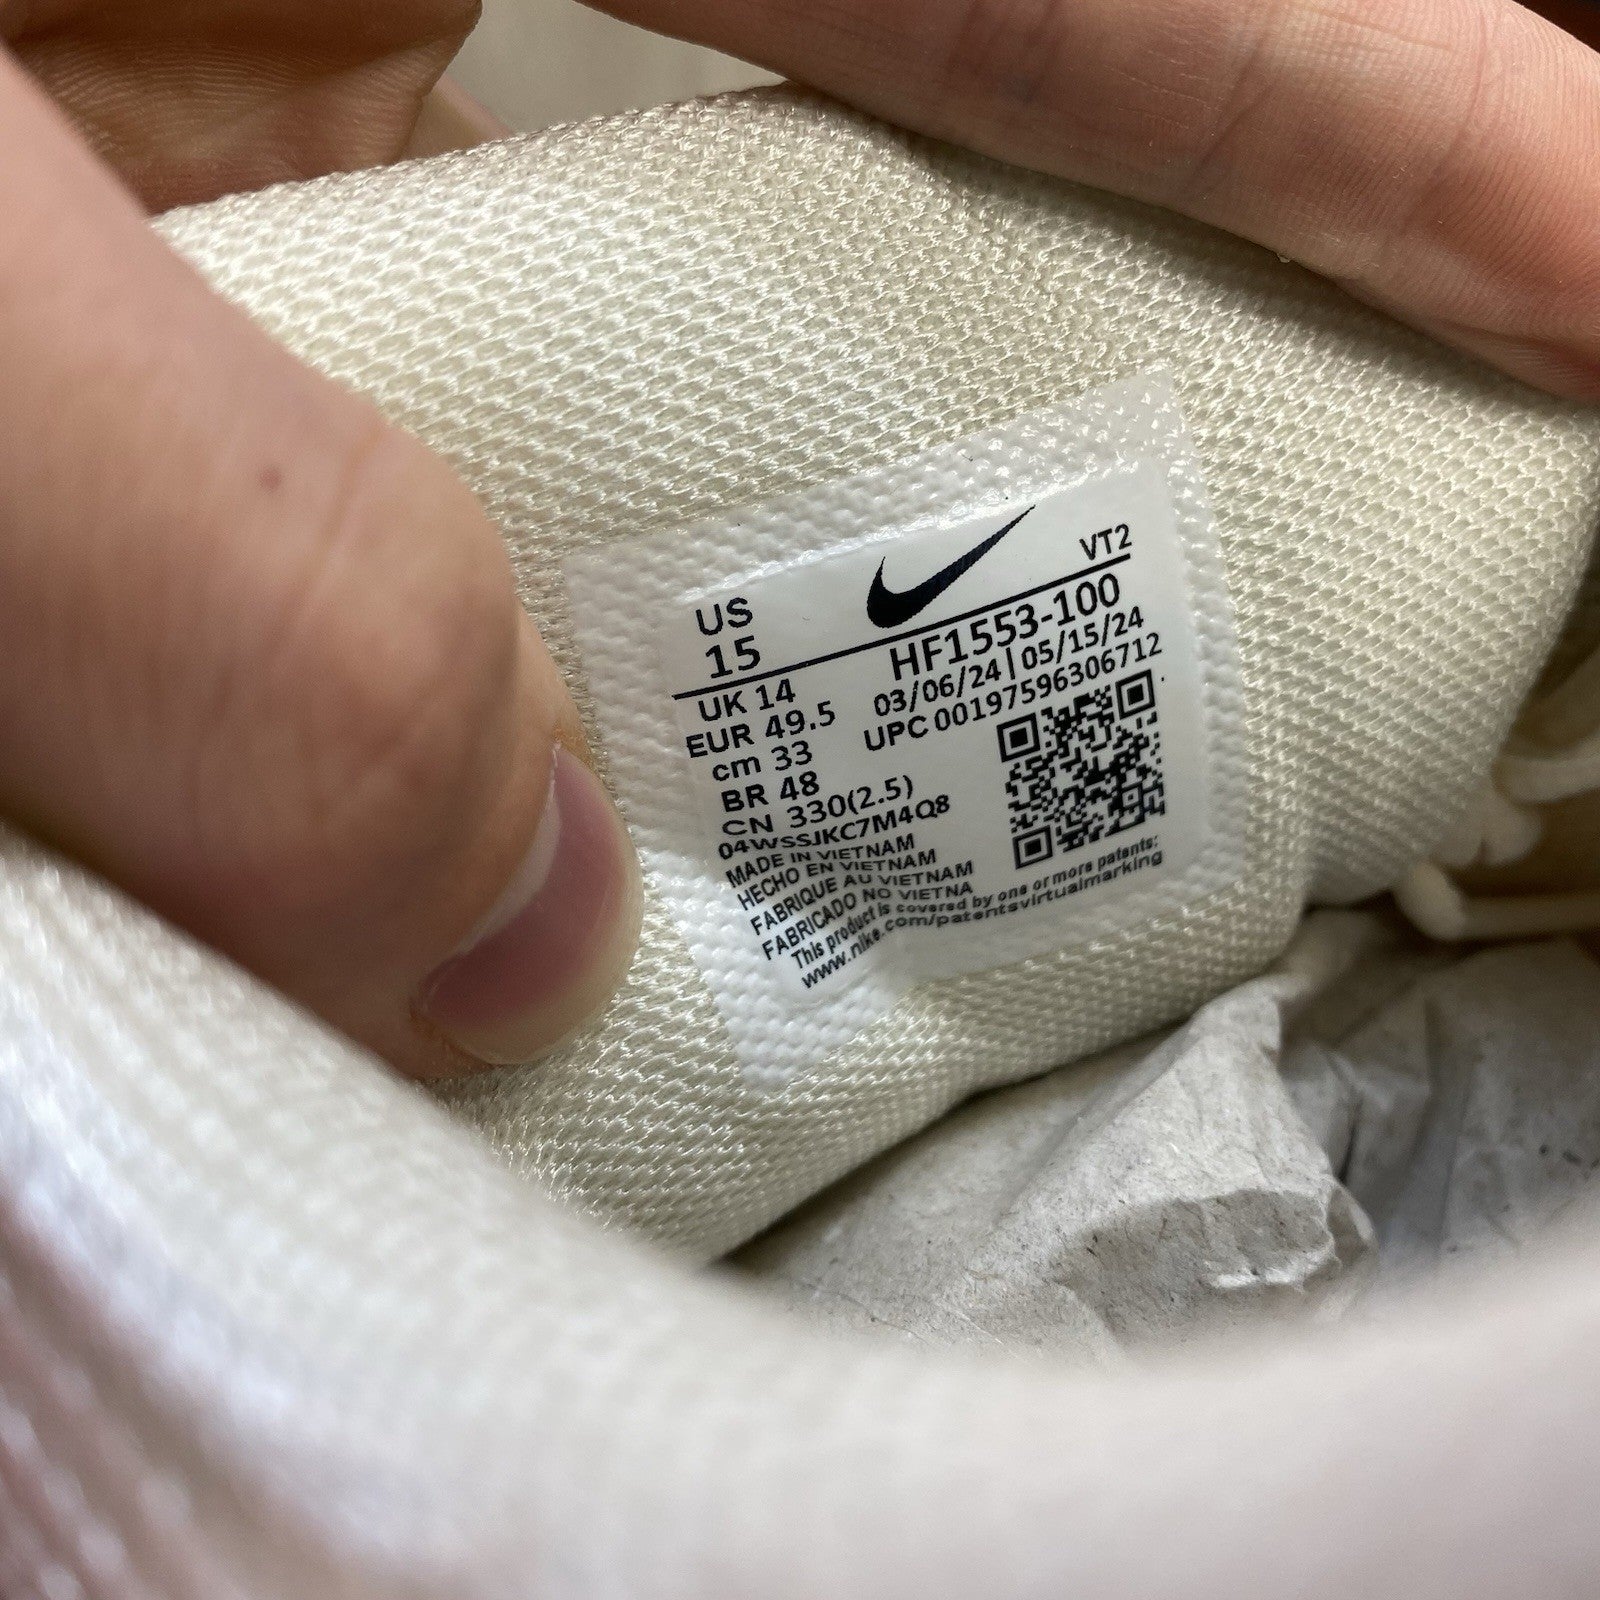 US
15
VT2
HF1553-100
03/06/24 | 05/15/24
UPC 00197596306712
UK 14
EUR 49.5
cm 33
BR 48
CN 330(2.5)
04WSSJKC7M4Q8
MADE IN VIETNAM
HECHO EN VIETNAM
FABRIQUE AU VIETNAM
FABRICADO NO VIETNA
This product is covered by one or more patents:
www.nike.com/patentsvirtualmarking